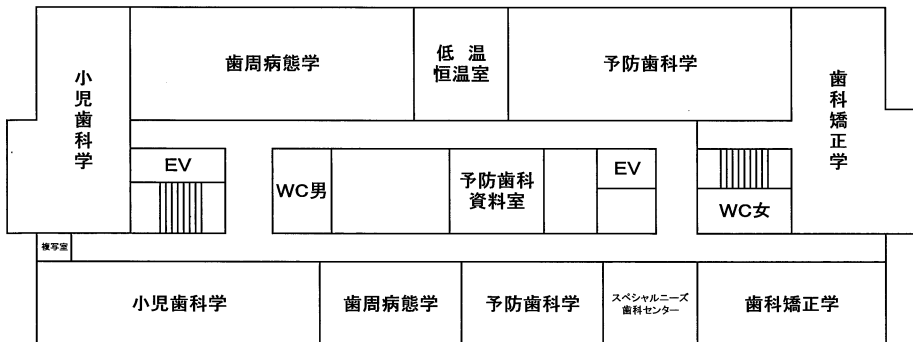 小児歯科学
歯周病態学
低 温
恒温室
予防歯科学
歯科矯正学
EV
WC男
予防歯科
資料室
EV
WC女
複写室
小児歯科学
歯周病態学
予防歯科学
スペシャルニーズ
歯科センター
歯科矯正学